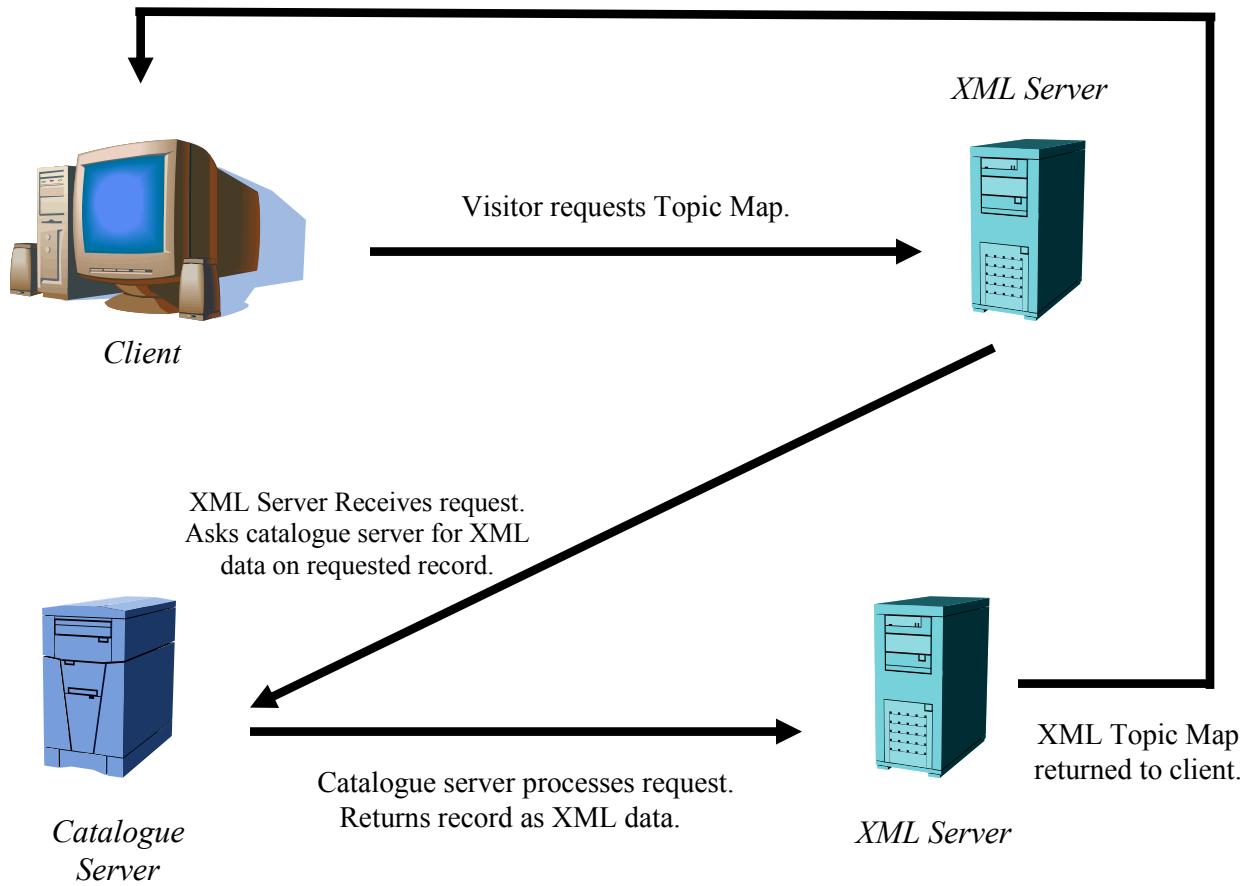 XML Server
Visitor requests Topic Map.
Client
XML Server Receives request.
Asks catalogue server for XML
data on requested record.
XML Topic Map
returned to client.
Catalogue server processes request.
Returns record as XML data.
Catalogue
Server
XML Server